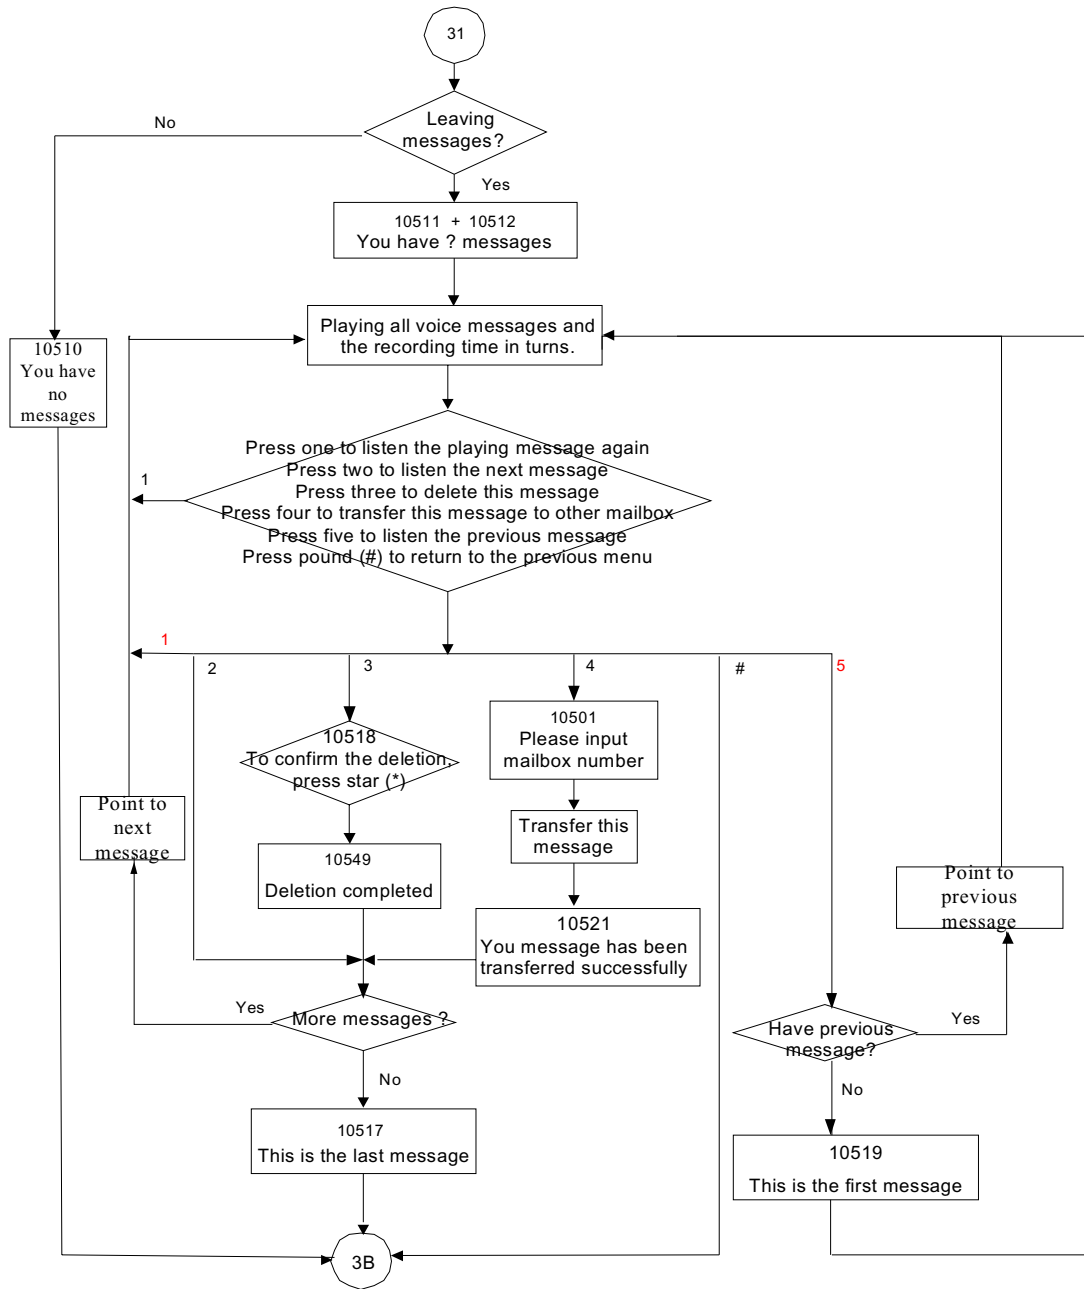 31
Leaving
messages?
No
Yes
10511 + 10512
You have ? messages
Playing all voice messages and
the recording time in turns.
10510
You have
no
messages
Press one to listen the playing message again
Press two to listen the next message
Press three to delete this message
Press four to transfer this message to other mailbox
Press five to listen the previous message
Press pound (#) to return to the previous menu
1
1
2
3
4
#
5
10518
To confirm the deletion,
press star (*)
10501
Please input
mailbox number
Point to
next
message
Transfer this
message
10549
Deletion completed
Point to
previous
message
10521
You message has been
transferred successfully
Yes
More messages ?
Have previous
message?
Yes
No
No
10517
This is the last message
10519
This is the first message
3B